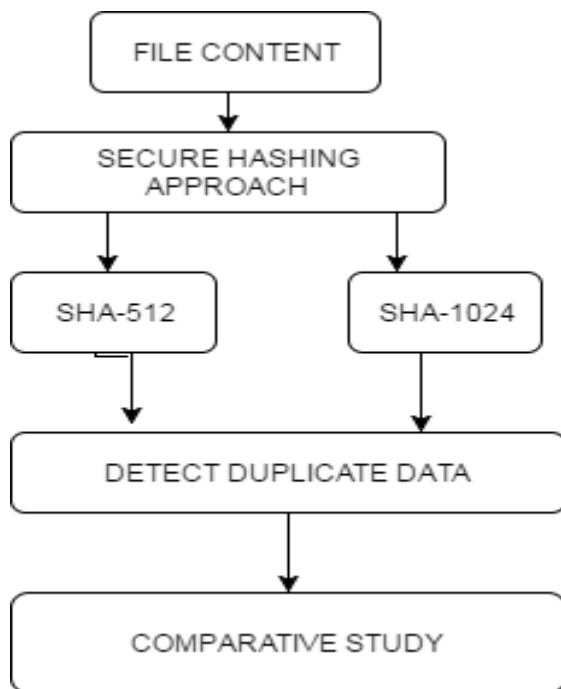 FILE CONTENT
SECURE HASHING
APPROACH
SHA-512
SHA-1024
DETECT DUPLICATE DATA
COMPARATIVE STUDY